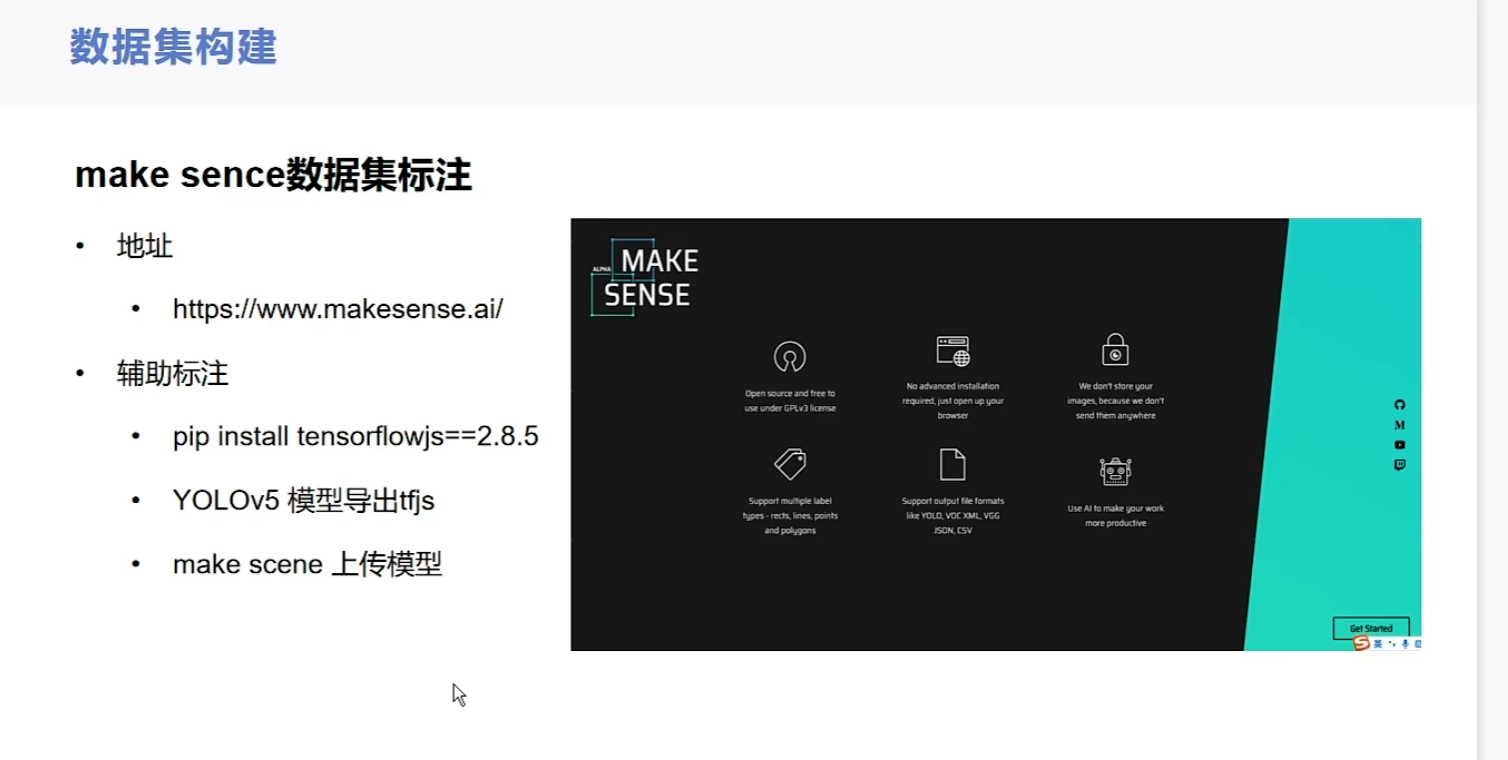 数据集构建
make sence数据集标注
• 地址
• https://www.makesense.ai/
• 辅助标注
• pip install tensorflowjs==2.8.5
• YOLOv5 模型导出tfjs
• make scene 上传模型
ALPHA
MAKE
SENSE
Open source and free to
use under GPLv3 license
No advanced installation
required, just open up your
browser
We don't store your
images, because we don't
send them anywhere
Support multiple label
types - rects, lines, points
and polygons
Support output file formats
like YOLO, VOC XML, VGG
JSON, CSV
Use AI to make your work
more productive
Get Started
英